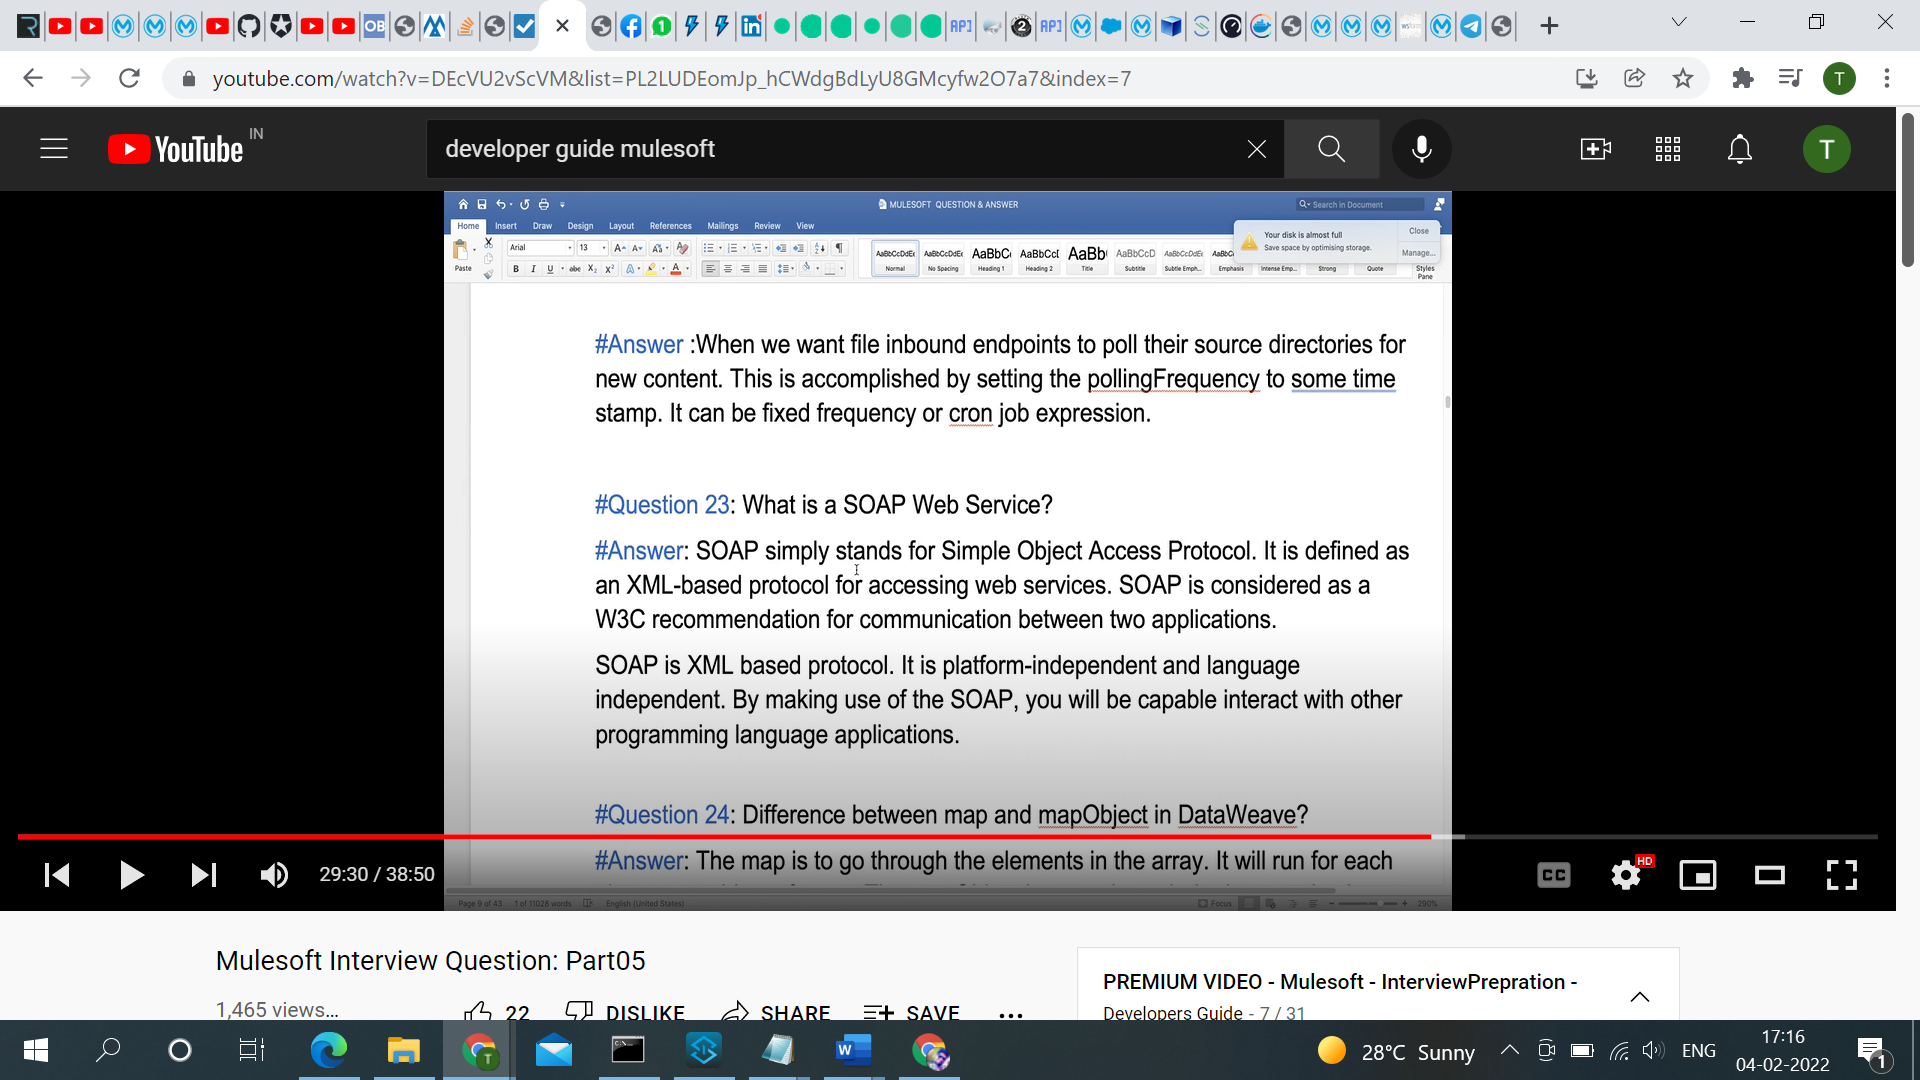 youtube.com/watch?v=DEcVU2vScVM&list=PL2LUDEomJp_hCWdgBdLyU8GMcyfw2O7a7&index=7
T
YouTube IN
developer guide mulesoft
T
MULESOFT QUESTION & ANSWER
Search in Document
Home Insert Draw Design Layout References Mailings Review View
Your disk is almost full
Save space by optimising storage.
Close
Manage...
Paste
Arial 13
AaBbCcDdEe Normal
AaBbCcDdEe No Spacing
AaBbC Heading 1
AaBbCcD Heading 2
AaBb Title
AaBbCcD Subtitle
AaBbCcDdEe Subtle Emph...
Emphasis
Intense Emp...
Strong
Quote
Styles Pane
#Answer :When we want file inbound endpoints to poll their source directories for
new content. This is accomplished by setting the pollingFrequency to some time
stamp. It can be fixed frequency or cron job expression.
#Question 23: What is a SOAP Web Service?
#Answer: SOAP simply stands for Simple Object Access Protocol. It is defined as
an XML-based protocol for accessing web services. SOAP is considered as a
W3C recommendation for communication between two applications.
SOAP is XML based protocol. It is platform-independent and language
independent. By making use of the SOAP, you will be capable interact with other
programming language applications.
#Question 24: Difference between map and mapObject in DataWeave?
#Answer: The map is to go through the elements in the array. It will run for each
29:30 / 38:50
CC
HD
Page 9 of 43 1 of 11028 words English (United States)
Focus
290%
Mulesoft Interview Question: Part05
1,465 views...
22 DISLIKE SHARE SAVE ...
PREMIUM VIDEO - Mulesoft - InterviewPrepration -
Developers Guide - 7 / 31
28°C Sunny
ENG
17:16
04-02-2022
1